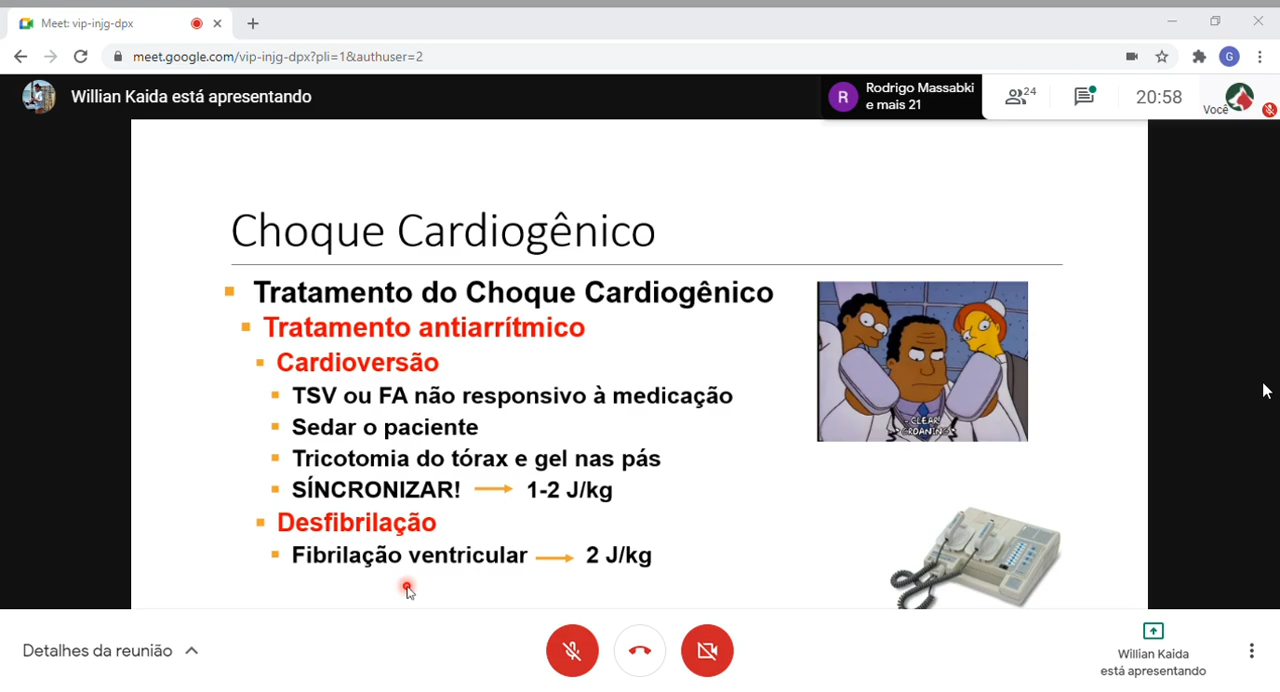 Meet: vip-injg-dpx
meet.google.com/vip-injg-dpx?pli=1&authuser=2
G
Willian Kaida está apresentando
R
Rodrigo Massabki
e mais 21
24
20:58
Você
Choque Cardiogênico
Tratamento do Choque Cardiogênico
Tratamento antiarrítmico
Cardioversão
TSV ou FA não responsivo à medicação
Sedar o paciente
Tricotomia do tórax e gel nas pás
SÍNCRONIZAR! 1-2 J/kg
Desfibrilação
Fibrilação ventricular 2 J/kg
- CLEAR!
- GROANING -
Detalhes da reunião
Willian Kaida
está apresentando